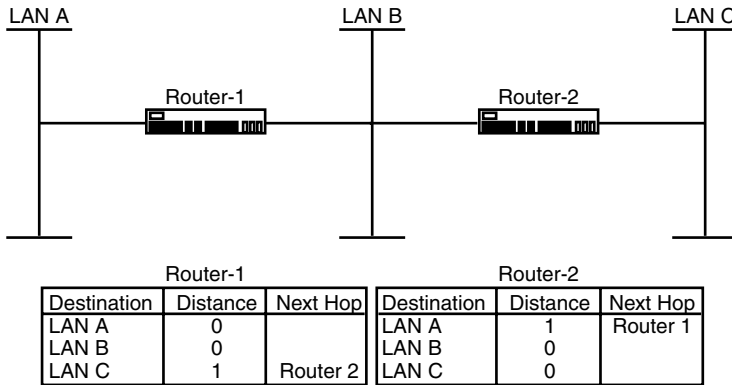 LAN A LAN B LAN C
Router-1 Router-2
Router-1 Router-2
Destination Distance Next Hop Destination Distance Next Hop
LAN A 0 LAN A 1 Router 1
LAN B 0 LAN B 0
LAN C 1 Router 2 LAN C 0